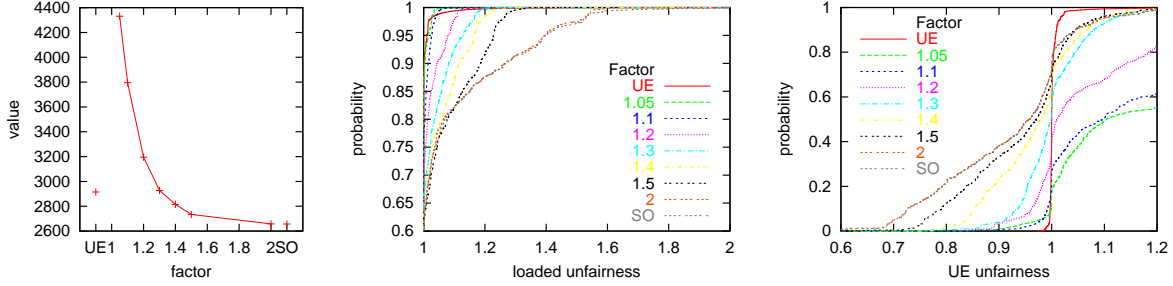 4400
4200
4000
3800
3600
3400
3200
3000
2800
2600
value
UE1 1.2 1.4 1.6 1.8 2SO
factor
1
0.95
0.9
0.85
0.8
0.75
0.7
0.65
0.6
probability
Factor
UE
1.05
1.1
1.2
1.3
1.4
1.5
2
SO
1 1.2 1.4 1.6 1.8 2
loaded unfairness
1
0.8
0.6
0.4
0.2
0
probability
Factor
UE
1.05
1.1
1.2
1.3
1.4
1.5
2
SO
0.6 0.7 0.8 0.9 1 1.1 1.2
UE unfairness